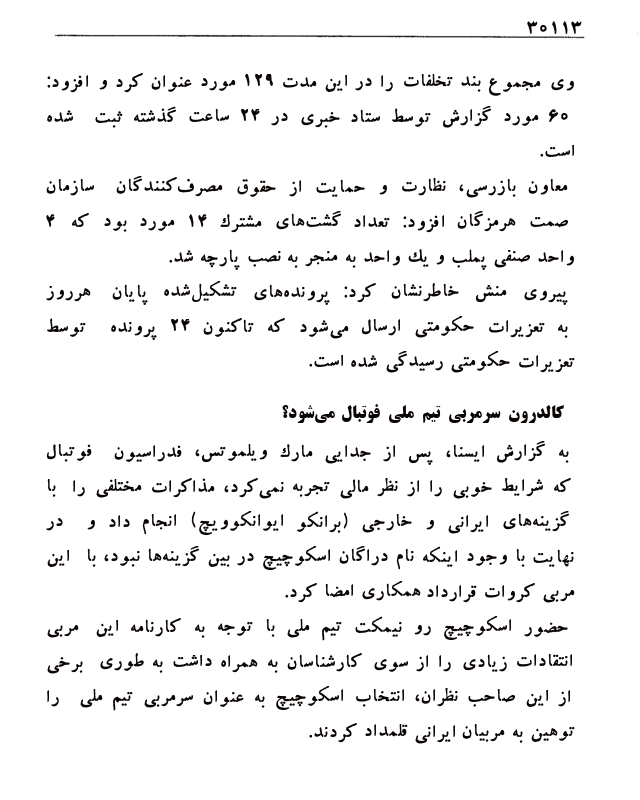 ۳۰۱۱۳
وی مجموع بند تخلفات را در این مدت ۱۲۹ مورد عنوان کرد و افزود:
۶۰ مورد گزارش توسط ستاد خبری در ۲۴ ساعت گذشته ثبت شده
است.
معاون بازرسی، نظارت و حمایت از حقوق مصرف‌کنندگان سازمان
صمت هرمزگان افزود: تعداد گشت‌های مشترك ۱۴ مورد بود که ۴
واحد صنفی پملب و یك واحد به منجر به نصب پارچه شد.
پیروی منش خاطرنشان کرد: پرونده‌های تشکیل‌شده پایان هرروز
به تعزیرات حکومتی ارسال می‌شود که تاکنون ۲۴ پرونده توسط
تعزیرات حکومتی رسیدگی شده است.
کالدرون سرمربی تیم ملی فوتبال می‌شود؟
به گزارش ایسنا، پس از جدایی مارك ویلموتس، فدراسیون فوتبال
که شرایط خوبی را از نظر مالی تجربه نمی‌کرد، مذاکرات مختلفی را با
گزینه‌های ایرانی و خارجی (برانکو ایوانکوویچ) انجام داد و در
نهایت با وجود اینکه نام دراگان اسکوچیچ در بین گزینه‌ها نبود، با این
مربی کروات قرارداد همکاری امضا کرد.
حضور اسکوچیچ رو نیمکت تیم ملی با توجه به کارنامه این مربی
انتقادات زیادی را از سوی کارشناسان به همراه داشت به طوری برخی
از این صاحب نظران، انتخاب اسکوچیچ به عنوان سرمربی تیم ملی را
توهین به مربیان ایرانی قلمداد کردند.